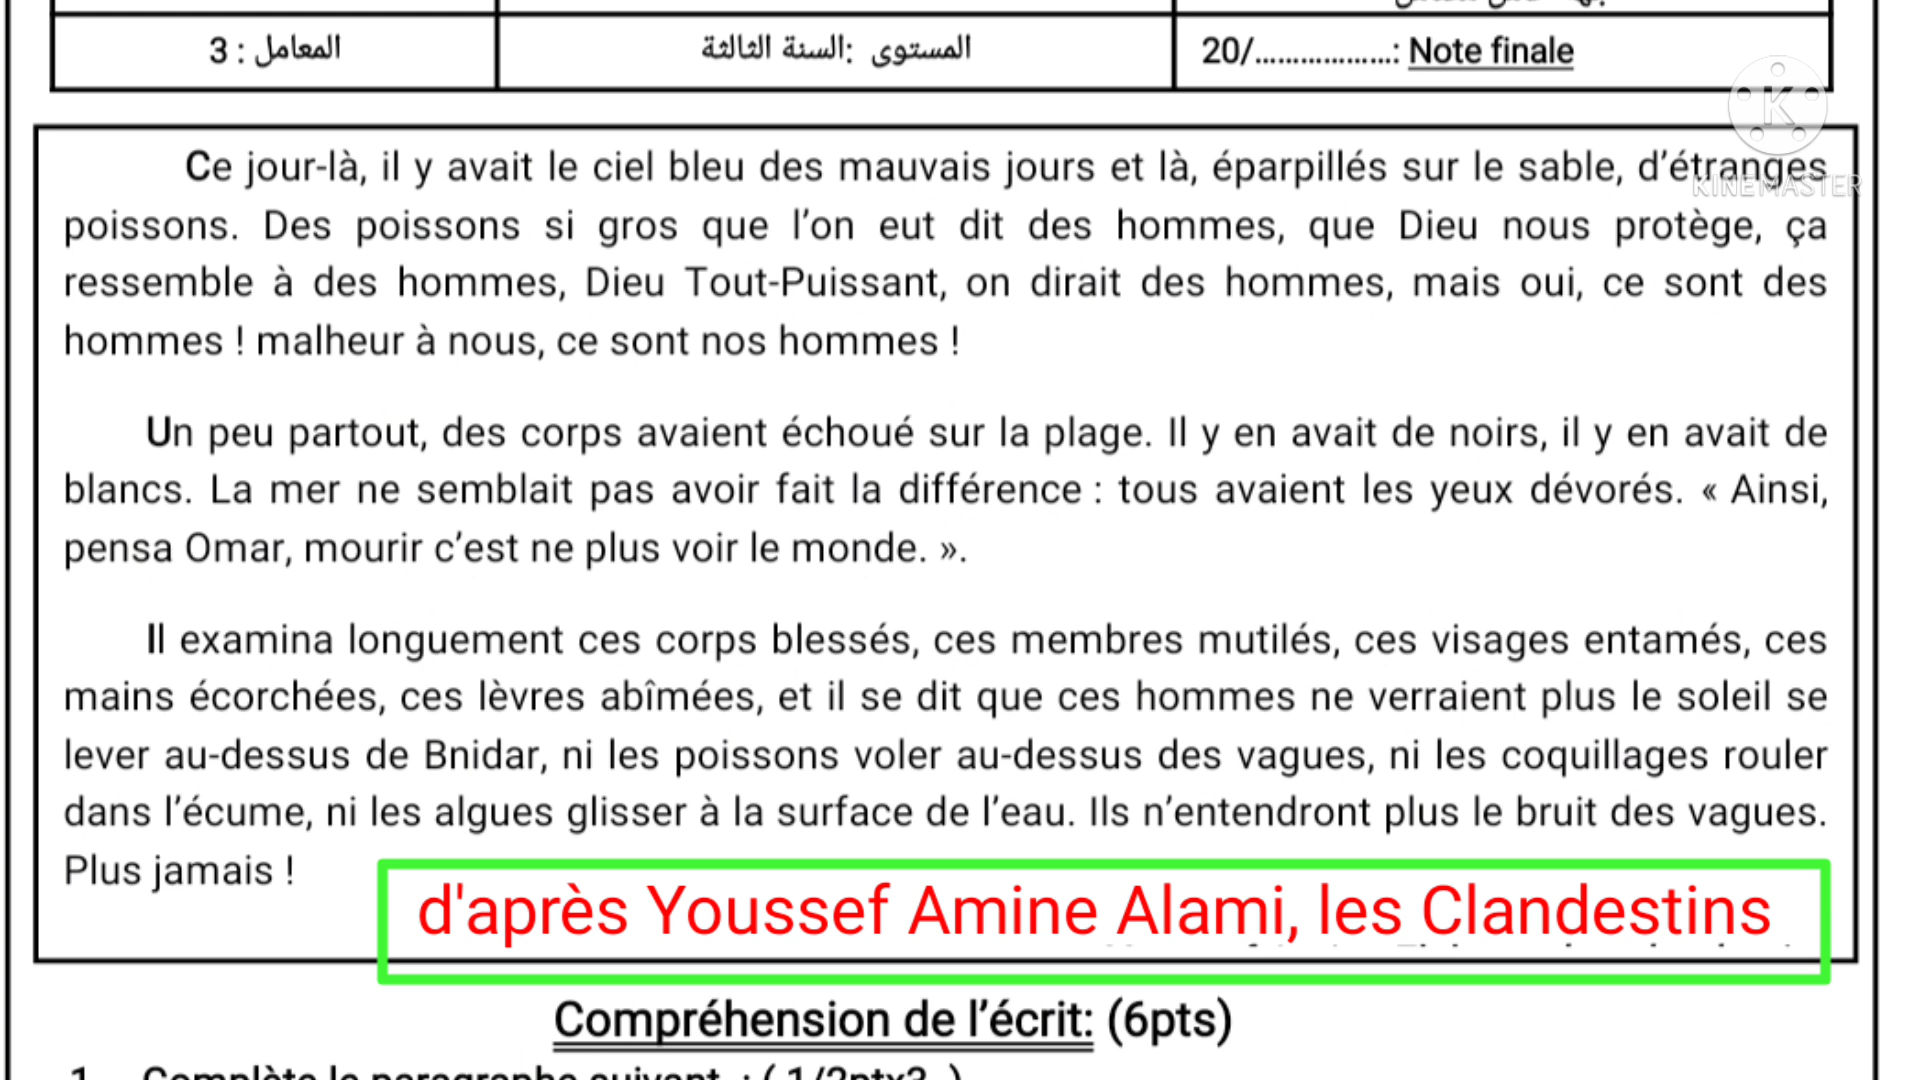 المعامل : 3
المستوى :السنة الثالثة
20/..................: Note finale
K
KINEMASTER
Ce jour-là, il y avait le ciel bleu des mauvais jours et là, éparpillés sur le sable, d’étranges
poissons. Des poissons si gros que l’on eut dit des hommes, que Dieu nous protège, ça
ressemble à des hommes, Dieu Tout-Puissant, on dirait des hommes, mais oui, ce sont des
hommes ! malheur à nous, ce sont nos hommes !
Un peu partout, des corps avaient échoué sur la plage. Il y en avait de noirs, il y en avait de
blancs. La mer ne semblait pas avoir fait la différence : tous avaient les yeux dévorés. « Ainsi,
pensa Omar, mourir c’est ne plus voir le monde. ».
Il examina longuement ces corps blessés, ces membres mutilés, ces visages entamés, ces
mains écorchées, ces lèvres abîmées, et il se dit que ces hommes ne verraient plus le soleil se
lever au-dessus de Bnidar, ni les poissons voler au-dessus des vagues, ni les coquillages rouler
dans l’écume, ni les algues glisser à la surface de l’eau. Ils n’entendront plus le bruit des vagues.
Plus jamais !
d'après Youssef Amine Alami, les Clandestins
Compréhension de l’écrit: (6pts)
1. Complète le paragraphe suivant : ( 1/2ptx3 )